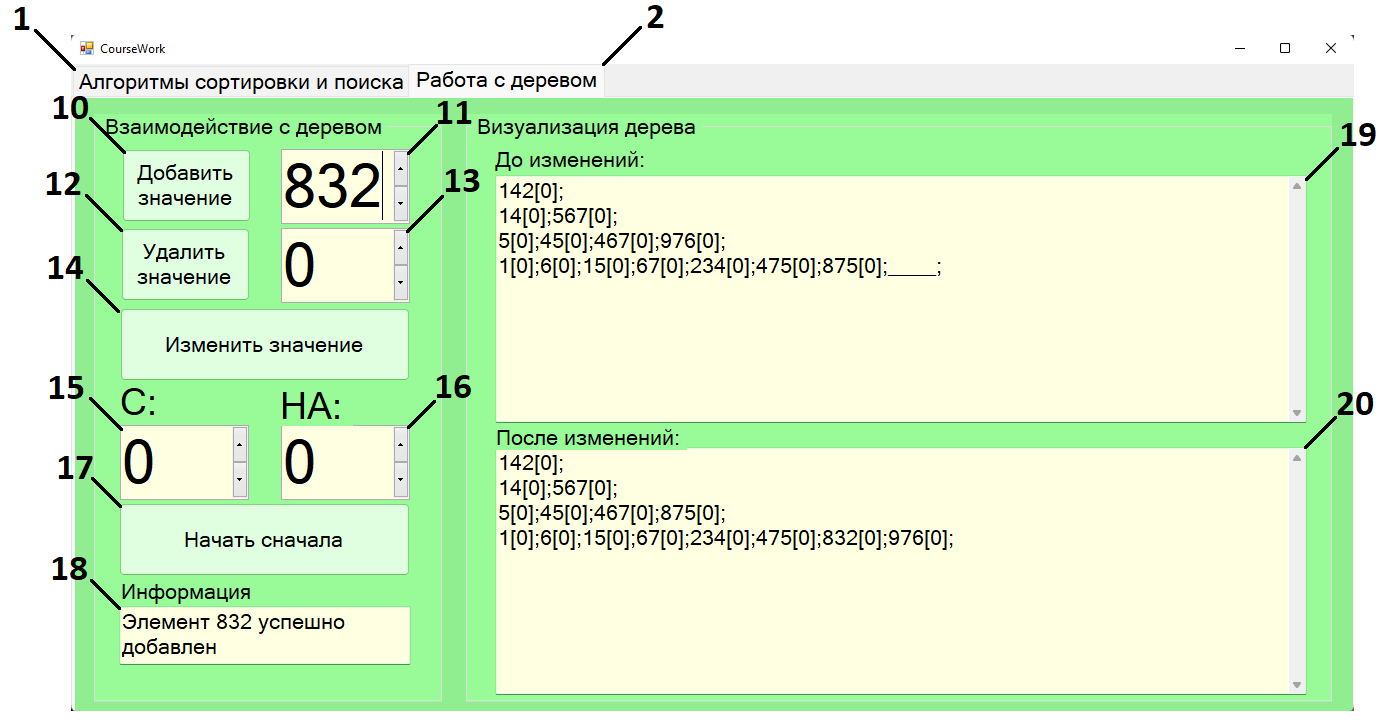 1
2
CourseWork
Алгоритмы сортировки и поиска
Работа с деревом
10
Взаимодействие с деревом
11
Визуализация дерева
19
До изменений:
Добавить
значение
832
12
13
Удалить
значение
0
14
Изменить значение
142[0];
14[0];567[0];
5[0];45[0];467[0];976[0];
1[0];6[0];15[0];67[0];234[0];475[0];875[0];____;
15
С:
НА:
16
0
0
17
Начать сначала
18
Информация
Элемент 832 успешно
добавлен
20
После изменений:
142[0];
14[0];567[0];
5[0];45[0];467[0];875[0];
1[0];6[0];15[0];67[0];234[0];475[0];832[0];976[0];